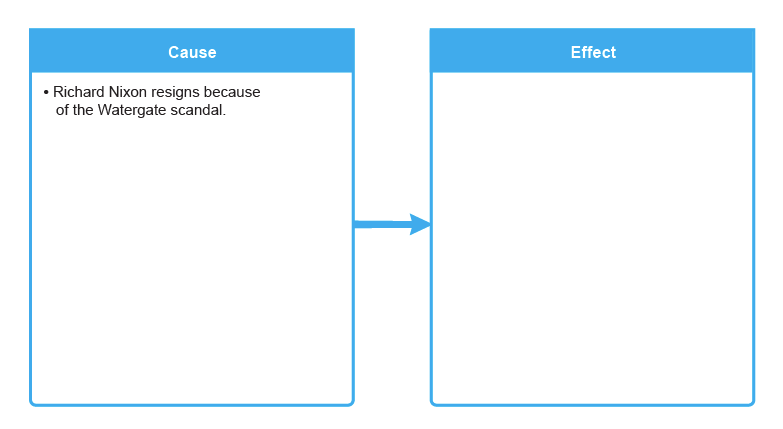 Cause
• Richard Nixon resigns because
of the Watergate scandal.
Effect